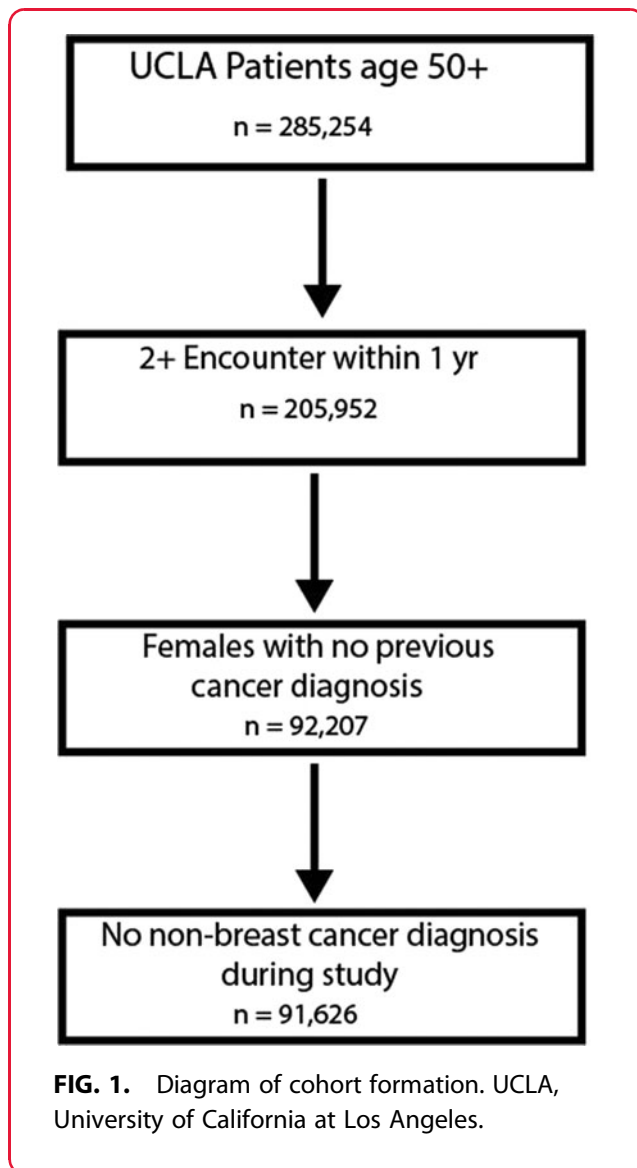 UCLA Patients age 50+
n = 285,254
2+ Encounter within 1 yr
n = 205,952
Females with no previous
cancer diagnosis
n = 92,207
No non-breast cancer diagnosis
during study
n = 91,626
FIG. 1. Diagram of cohort formation. UCLA,
University of California at Los Angeles.